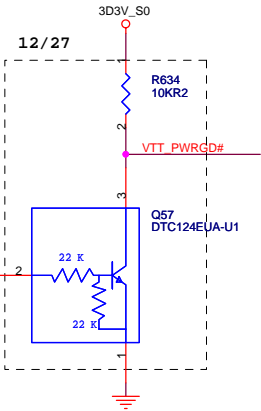 3D3V_S0
12/27
1
R634
10KR2
2
VTT_PWRGD#
3
Q57
DTC124EUA-U1
22 K
2
22 K
1